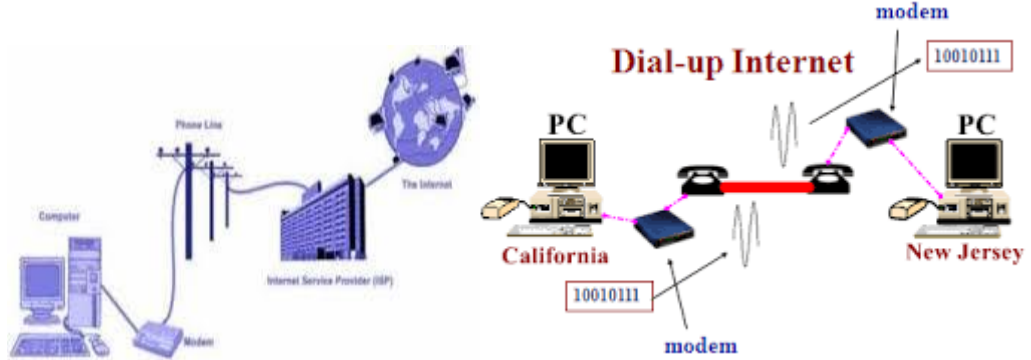 Phone Line
The Internet
Computer
Internet Service Provider (ISP)
Modem
modem
10010111
Dial-up Internet
PC
PC
California
New Jersey
10010111
modem